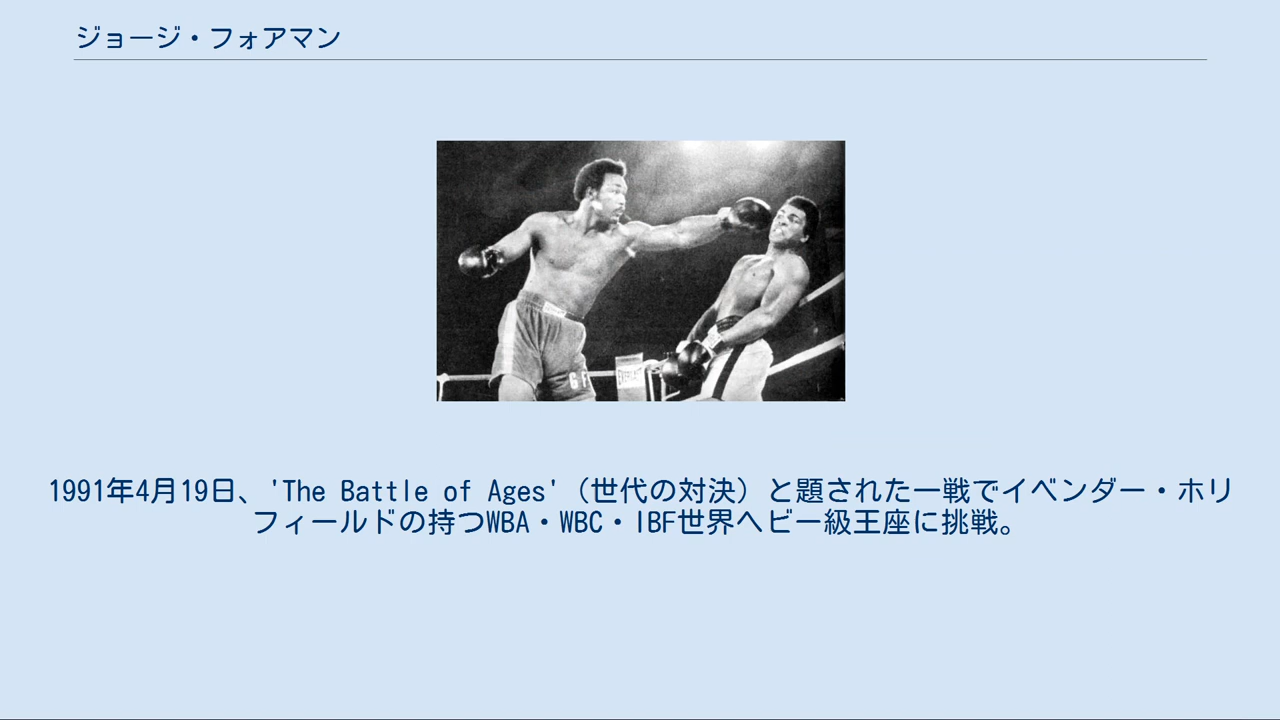 ジョージ・フォアマン
GF
EVERLAST
1991年4月19日、'The Battle of Ages'（世代の対決）と題された一戦でイベンダー・ホリ
フィールドの持つWBA・WBC・IBF世界ヘビー級王座に挑戦。